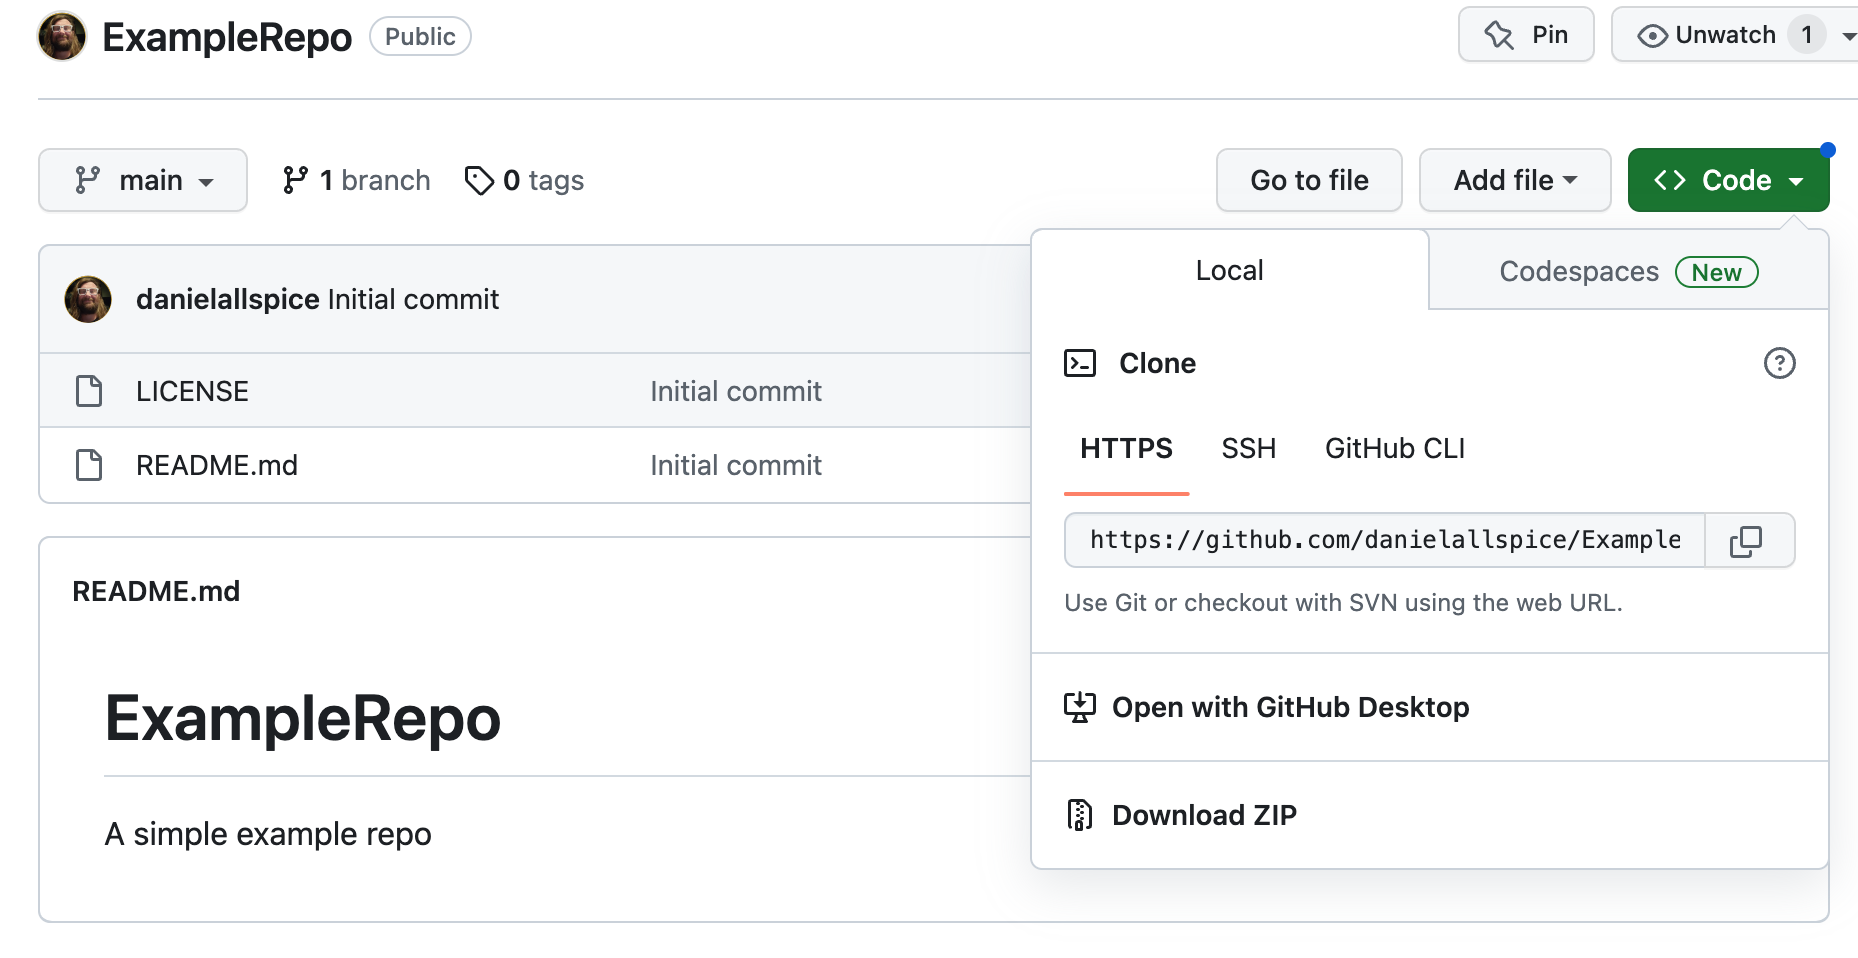 ExampleRepo Public Pin Unwatch 1
main 1 branch 0 tags Go to file Add file Code
danielallspice Initial commit
LICENSE Initial commit
README.md Initial commit
README.md
ExampleRepo
A simple example repo
Local Codespaces New
Clone
HTTPS SSH GitHub CLI
https://github.com/danielallspice/Example
Use Git or checkout with SVN using the web URL.
Open with GitHub Desktop
Download ZIP